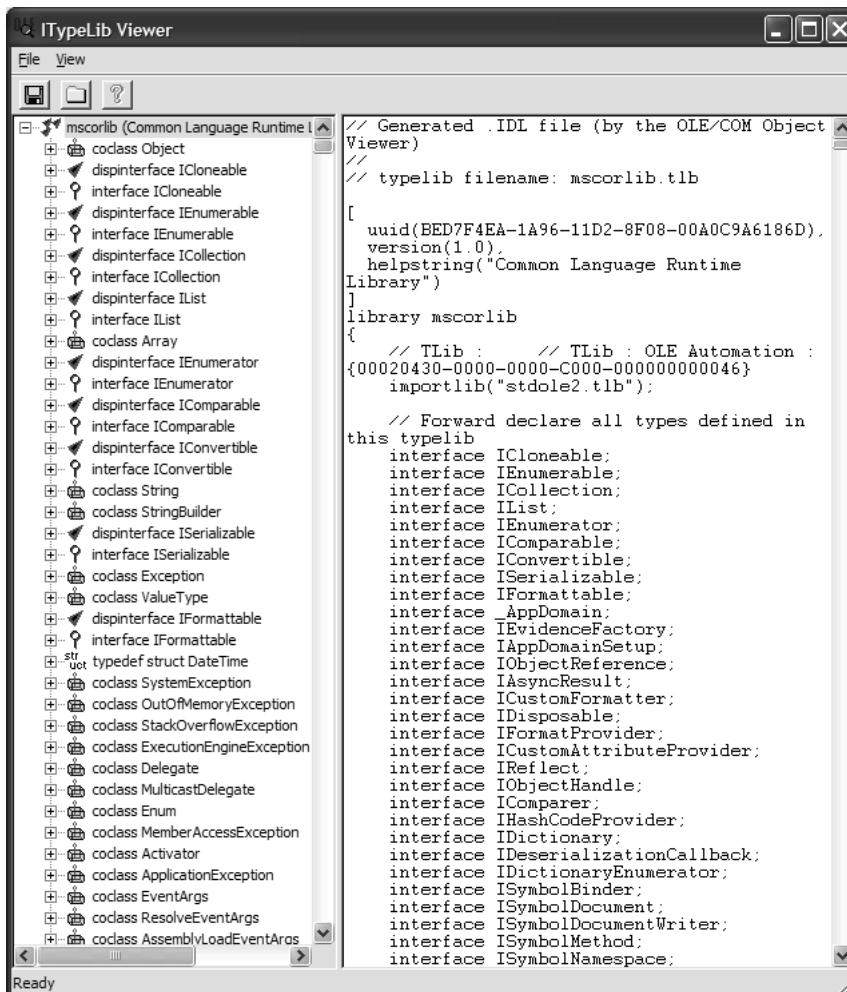 ITypeLib Viewer
File View
mscorlib (Common Language Runtime L
coclass Object
dispinterface ICloneable
interface ICloneable
dispinterface IEnumerable
interface IEnumerable
dispinterface ICollection
interface ICollection
dispinterface IList
interface IList
coclass Array
dispinterface IEnumerator
interface IEnumerator
dispinterface IComparable
interface IComparable
dispinterface IConvertible
interface IConvertible
coclass String
coclass StringBuilder
dispinterface ISerializable
interface ISerializable
coclass Exception
coclass ValueType
dispinterface IFormattable
interface IFormattable
typedef struct DateTime
coclass SystemException
coclass OutOfMemoryException
coclass StackOverflowException
coclass ExecutionEngineException
coclass Delegate
coclass MulticastDelegate
coclass Enum
coclass MemberAccessException
coclass Activator
coclass ApplicationException
coclass EventArgs
coclass ResolveEventArgs
coclass AssemblyLoadEventArgs
// Generated .IDL file (by the OLE/COM Object
Viewer)
//
// typelib filename: mscorlib.tlb
[
uuid(BED7F4EA-1A96-11D2-8F08-00A0C9A6186D),
version(1.0),
helpstring("Common Language Runtime
Library")
]
library mscorlib
{
// TLib : // TLib : OLE Automation :
{00020430-0000-0000-C000-000000000046}
importlib("stdole2.tlb");
// Forward declare all types defined in
this typelib
interface ICloneable;
interface IEnumerable;
interface ICollection;
interface IList;
interface IEnumerator;
interface IComparable;
interface IConvertible;
interface ISerializable;
interface IFormattable;
interface _AppDomain;
interface IEvidenceFactory;
interface IAppDomainSetup;
interface IObjectReference;
interface IAsyncResult;
interface ICustomFormatter;
interface IDisposable;
interface IFormatProvider;
interface ICustomAttributeProvider;
interface IReflect;
interface IObjectHandle;
interface IComparer;
interface IHashCodeProvider;
interface IDictionary;
interface IDeserializationCallback;
interface IDictionaryEnumerator;
interface ISymbolBinder;
interface ISymbolDocument;
interface ISymbolDocumentWriter;
interface ISymbolMethod;
interface ISymbolNamespace;
Ready